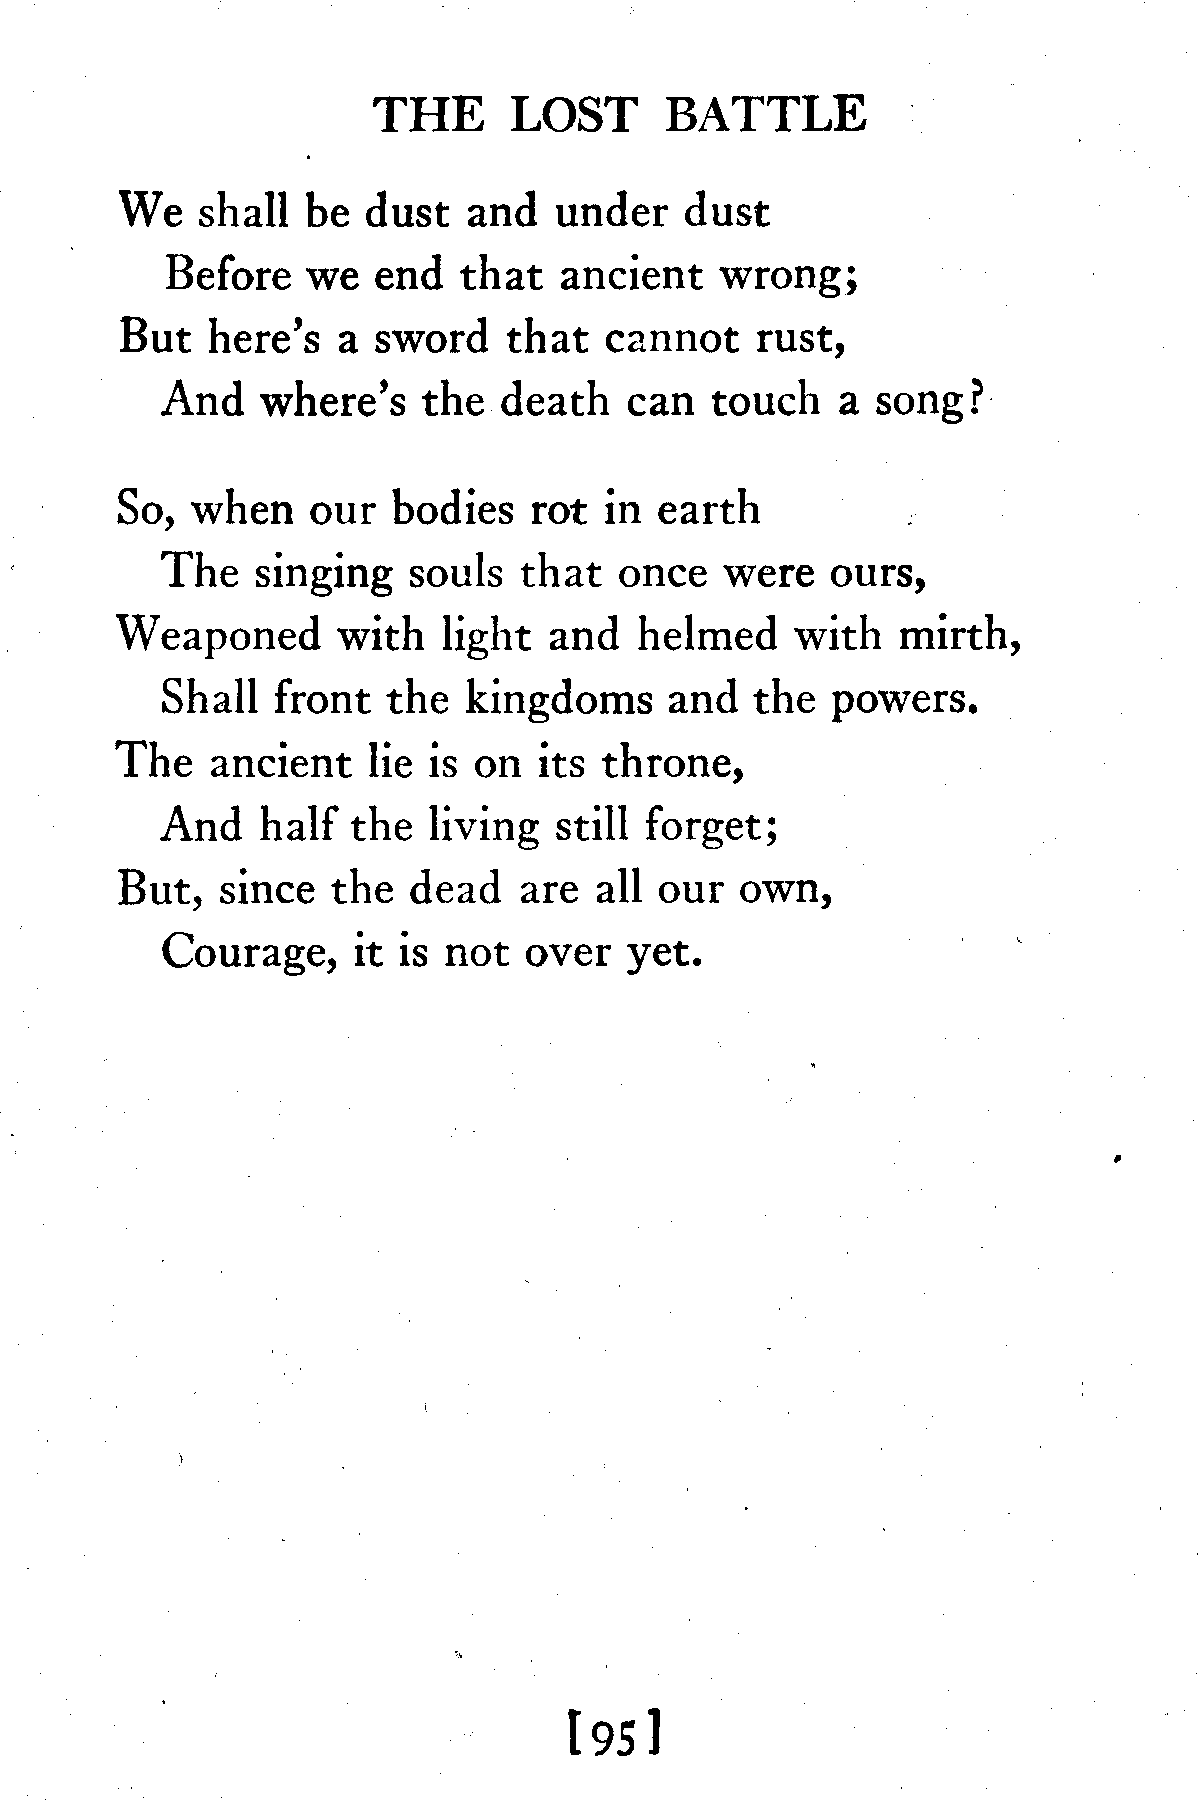 THE LOST BATTLE
We shall be dust and under dust
Before we end that ancient wrong;
But here's a sword that cannot rust,
And where's the death can touch a song?
So, when our bodies rot in earth
The singing souls that once were ours,
Weaponed with light and helmed with mirth,
Shall front the kingdoms and the powers.
The ancient lie is on its throne,
And half the living still forget;
But, since the dead are all our own,
Courage, it is not over yet.
[95]